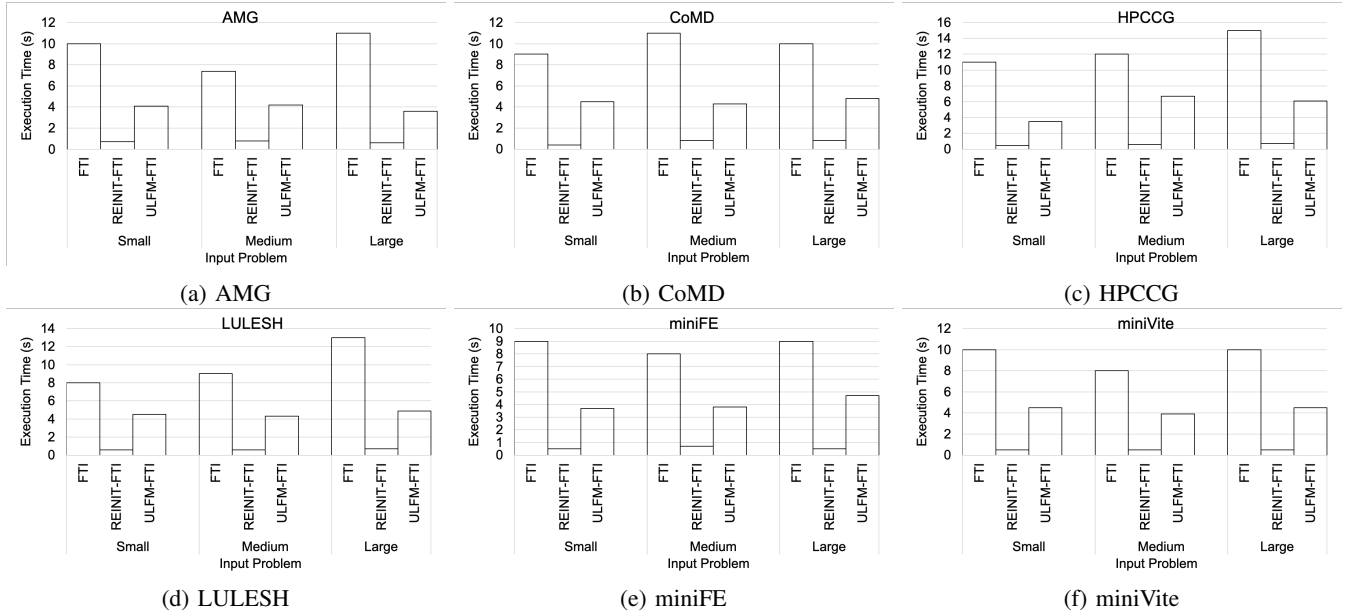 AMG
Execution Time (s)
12
10
8
6
4
2
0
FTI
REINIT-FTI
ULFM-FTI
FTI
REINIT-FTI
ULFM-FTI
FTI
REINIT-FTI
ULFM-FTI
Small
Medium
Large
Input Problem
(a) AMG
CoMD
Execution Time (s)
12
10
8
6
4
2
0
FTI
REINIT-FTI
ULFM-FTI
FTI
REINIT-FTI
ULFM-FTI
FTI
REINIT-FTI
ULFM-FTI
Small
Medium
Large
Input Problem
(b) CoMD
HPCCG
Execution Time (s)
16
14
12
10
8
6
4
2
0
FTI
REINIT-FTI
ULFM-FTI
FTI
REINIT-FTI
ULFM-FTI
FTI
REINIT-FTI
ULFM-FTI
Small
Medium
Large
Input Problem
(c) HPCCG
LULESH
Execution Time (s)
14
12
10
8
6
4
2
0
FTI
REINIT-FTI
ULFM-FTI
FTI
REINIT-FTI
ULFM-FTI
FTI
REINIT-FTI
ULFM-FTI
Small
Medium
Large
Input Problem
(d) LULESH
miniFE
Execution Time (s)
10
9
8
7
6
5
4
3
2
1
0
FTI
REINIT-FTI
ULFM-FTI
FTI
REINIT-FTI
ULFM-FTI
FTI
REINIT-FTI
ULFM-FTI
Small
Medium
Large
Input Problem
(e) miniFE
miniVite
Execution Time (s)
12
10
8
6
4
2
0
FTI
REINIT-FTI
ULFM-FTI
FTI
REINIT-FTI
ULFM-FTI
FTI
REINIT-FTI
ULFM-FTI
Small
Medium
Large
Input Problem
(f) miniVite